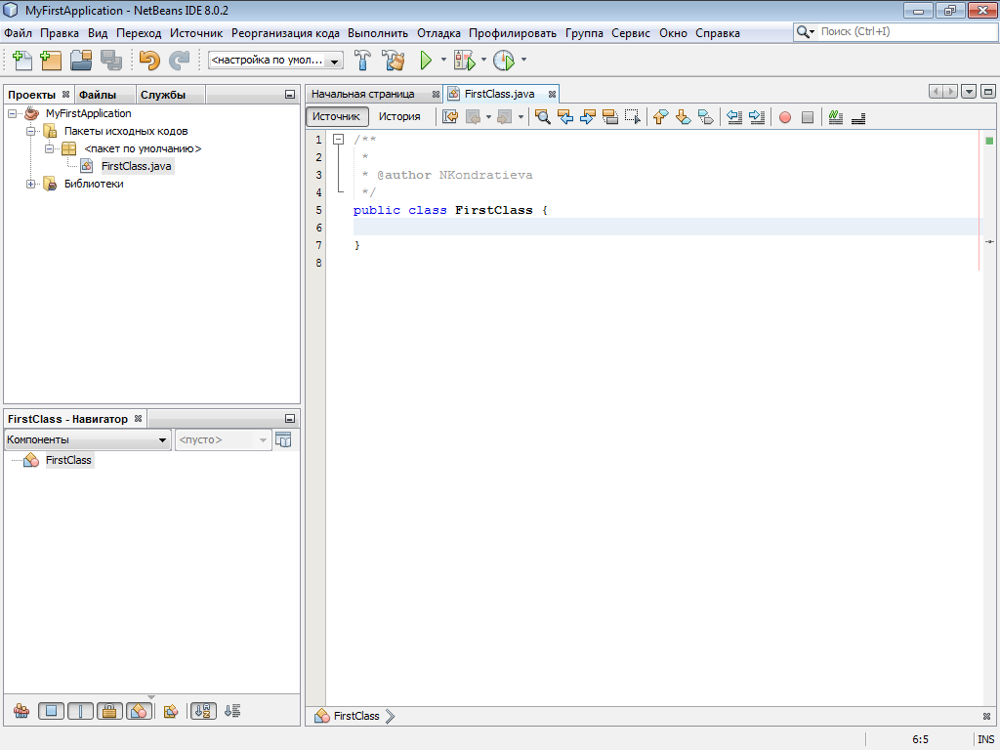 MyFirstApplication - NetBeans IDE 8.0.2
Файл Правка Вид Переход Источник Реорганизация кода Выполнить Отладка Профилировать Группа Сервис Окно Справка
Поиск (Ctrl+I)
<настройка по умол...
Проекты Файлы Службы
MyFirstApplication
Пакеты исходных кодов
<пакет по умолчанию>
FirstClass.java
Библиотеки
FirstClass - Навигатор
Компоненты <пусто>
FirstClass
Начальная страница FirstClass.java
Источник История
1 /**
2 *
3 * @author NKondratieva
4 */
5 public class FirstClass {
6
7 }
8
FirstClass
6:5 INS